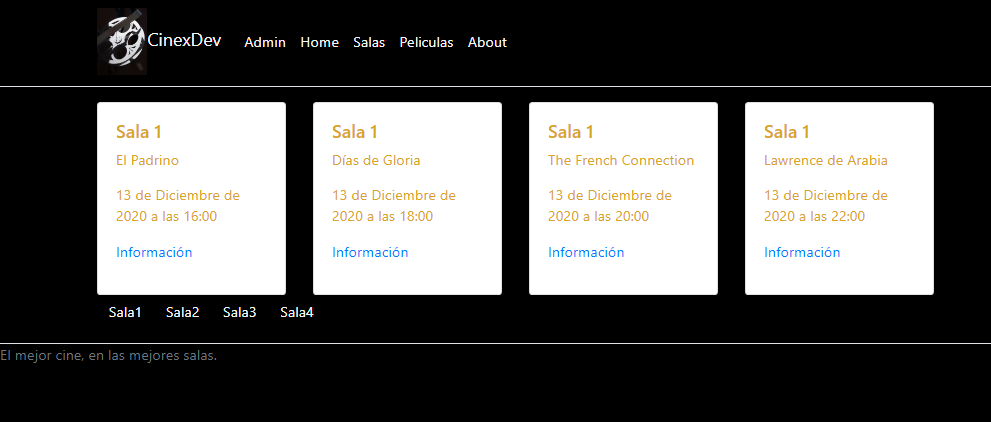 CinexDev Admin Home Salas Peliculas About
Sala 1
El Padrino
13 de Diciembre de
2020 a las 16:00
Información
Sala 1
Días de Gloria
13 de Diciembre de
2020 a las 18:00
Información
Sala 1
The French Connection
13 de Diciembre de
2020 a las 20:00
Información
Sala 1
Lawrence de Arabia
13 de Diciembre de
2020 a las 22:00
Información
Sala1 Sala2 Sala3 Sala4
El mejor cine, en las mejores salas.